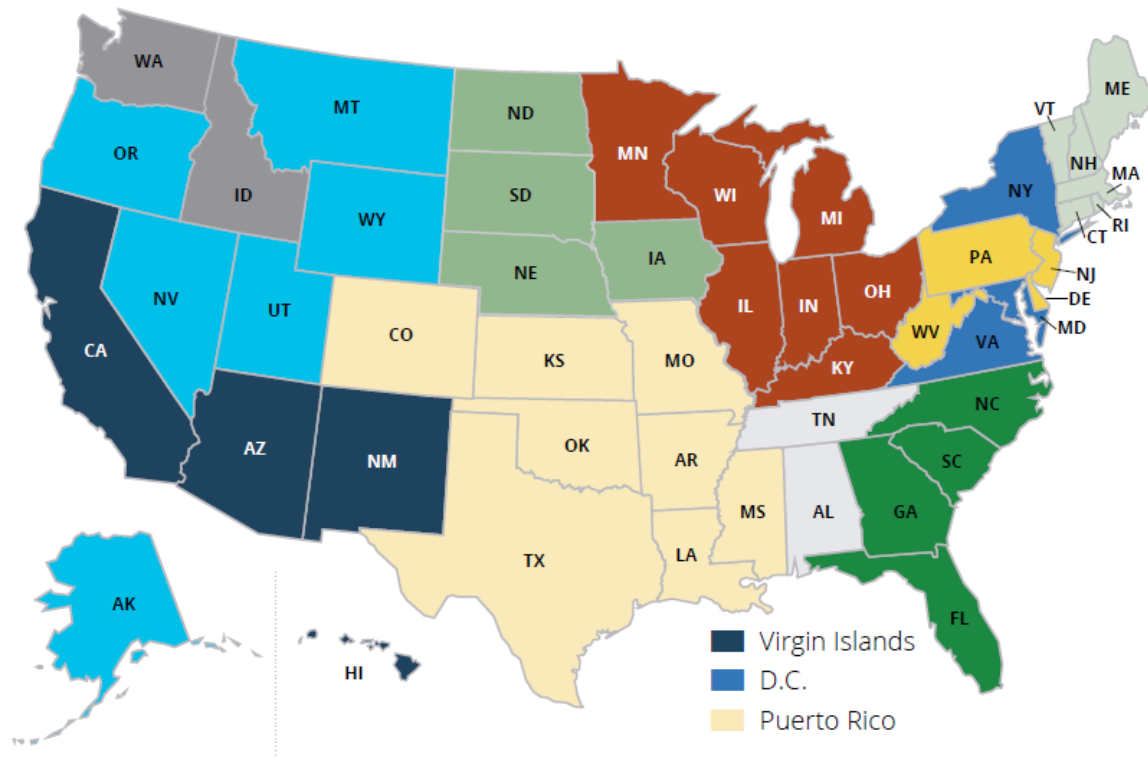 WA
MT
ND
MN
ME
VT
OR
ID
WY
SD
WI
MI
NY
NH
MA
RI
CT
NV
UT
NE
IA
PA
NJ
DE
MD
CA
CO
KS
MO
IL
IN
OH
WV
VA
KY
AZ
NM
OK
AR
TN
NC
SC
TX
LA
MS
AL
GA
FL
AK
HI
Virgin Islands
D.C.
Puerto Rico